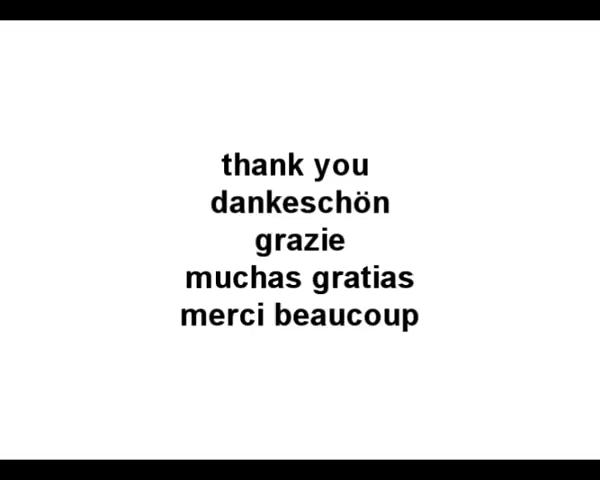 thank you
dankeschön
grazie
muchas gratias
merci beaucoup